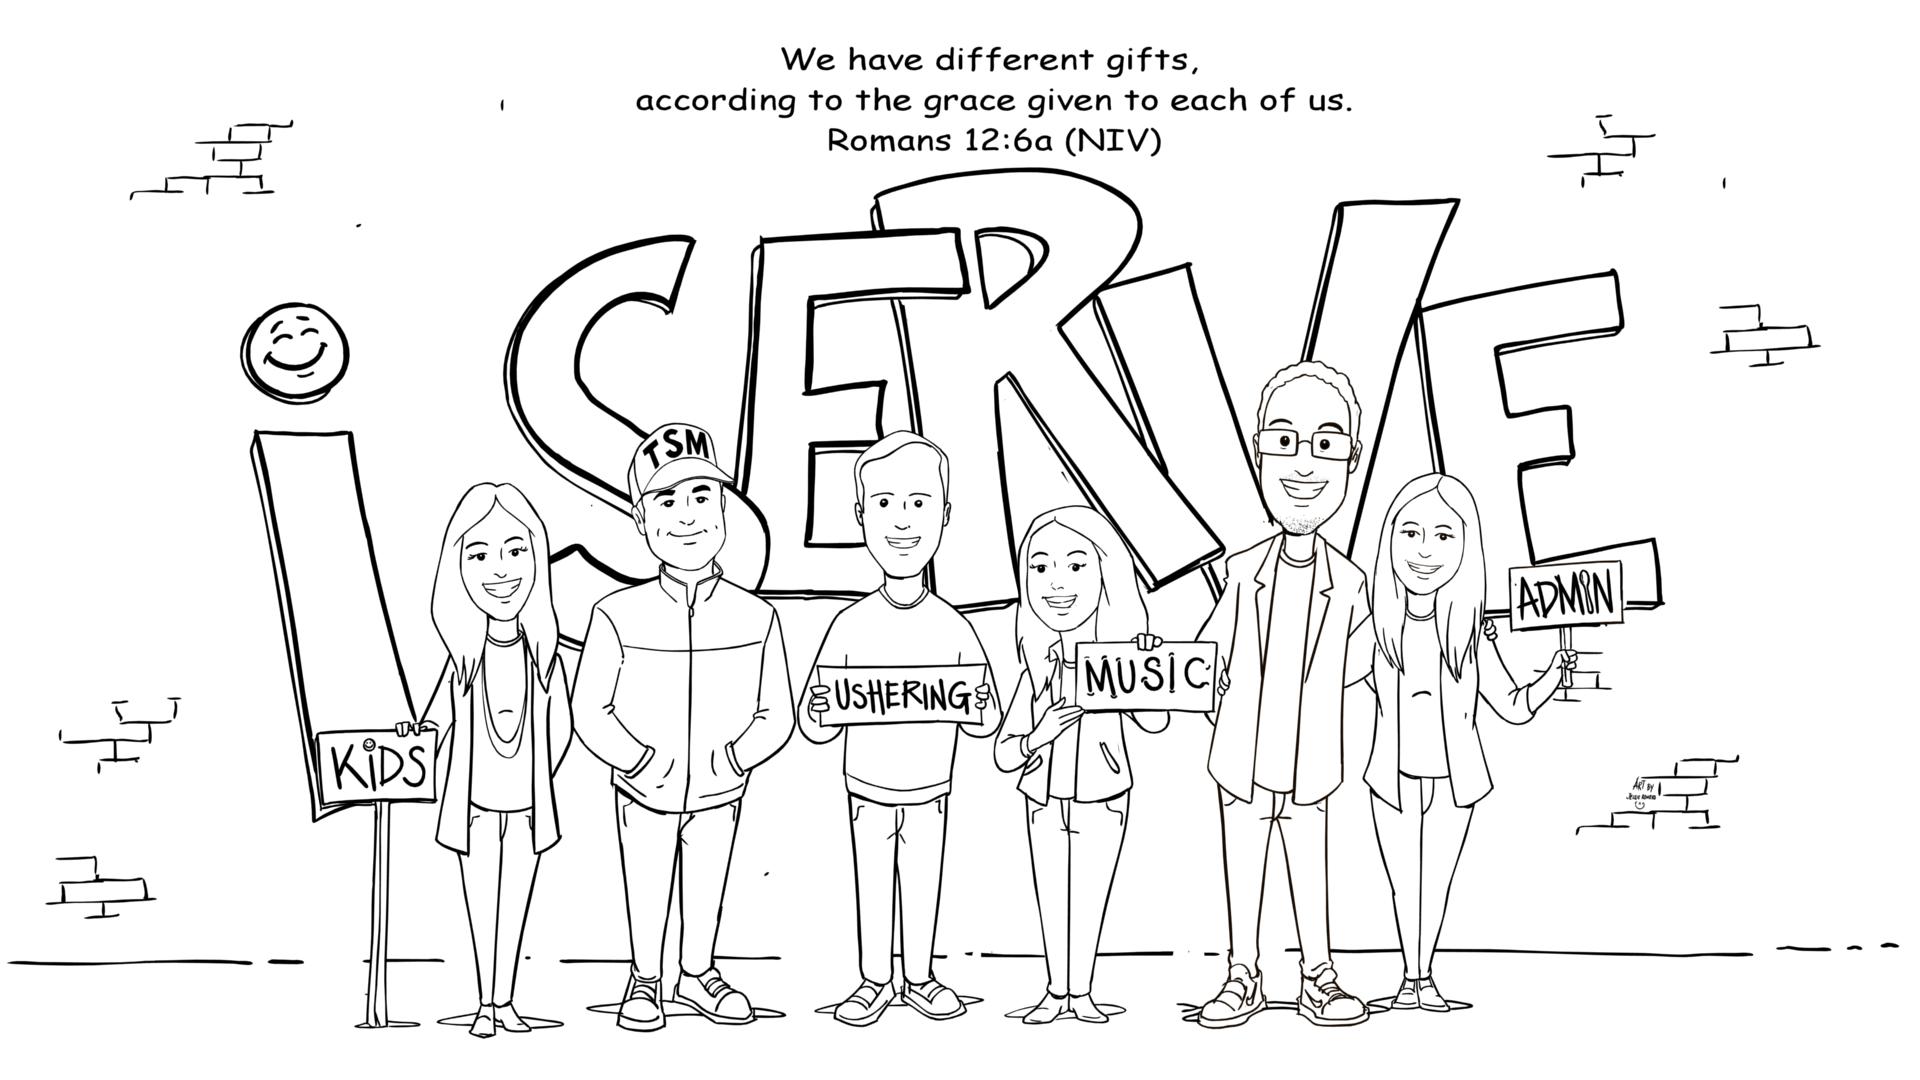 We have different gifts,
according to the grace given to each of us.
Romans 12:6a (NIV)
iSERVE
TSM
KiDS
USHERING
MUSIC
ADMiN
ART BY